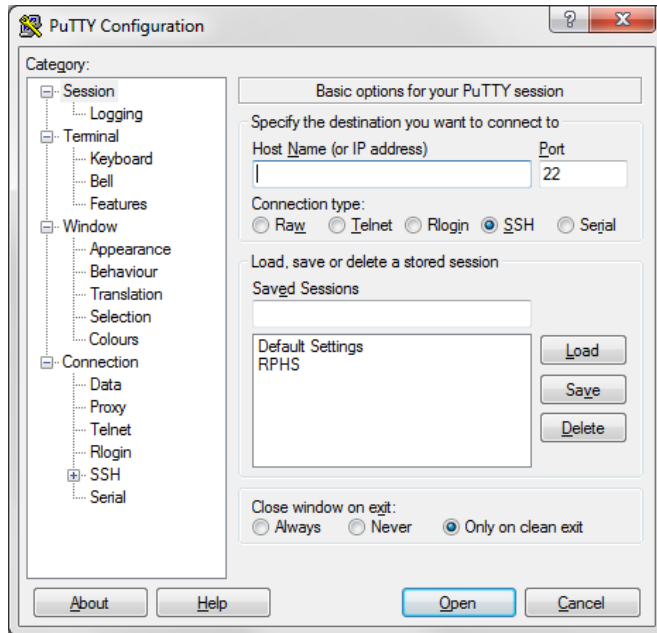 PuTTY Configuration
?
X
Category:
Session
Logging
Terminal
Keyboard
Bell
Features
Window
Appearance
Behaviour
Translation
Selection
Colours
Connection
Data
Proxy
Telnet
Rlogin
SSH
Serial
Basic options for your PuTTY session
Specify the destination you want to connect to
Host Name (or IP address) Port
22
Connection type:
Raw Telnet Rlogin SSH Serial
Load, save or delete a stored session
Saved Sessions
Default Settings
RPHS
Load
Save
Delete
Close window on exit:
Always Never Only on clean exit
About Help Open Cancel